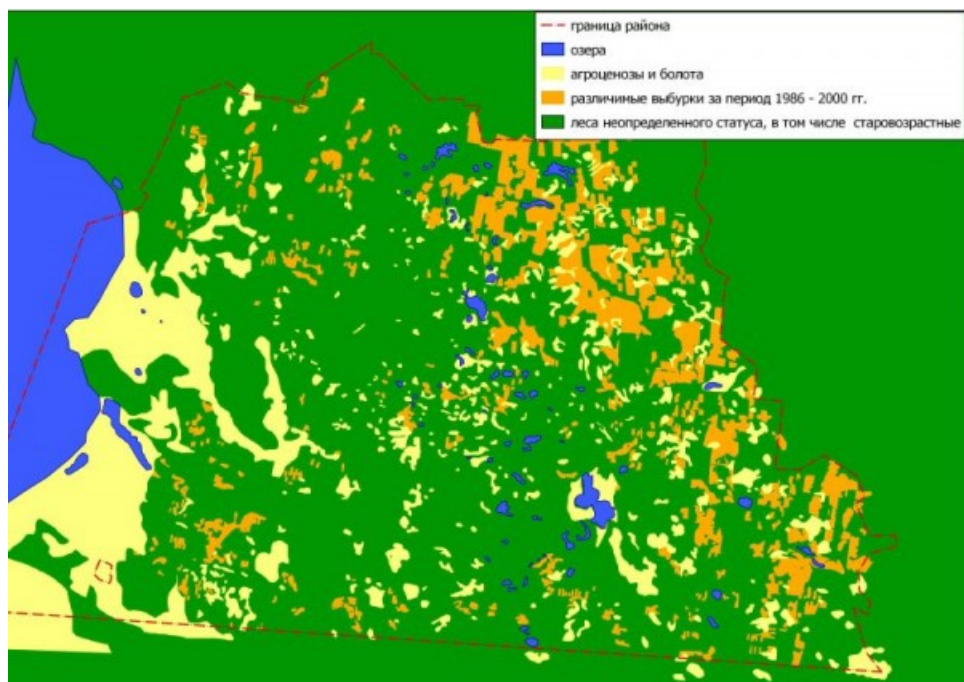 граница района
озера
агроценозы и болота
различимые выбурки за период 1986 - 2000 гг.
леса неопределенного статуса, в том числе старовозрастные